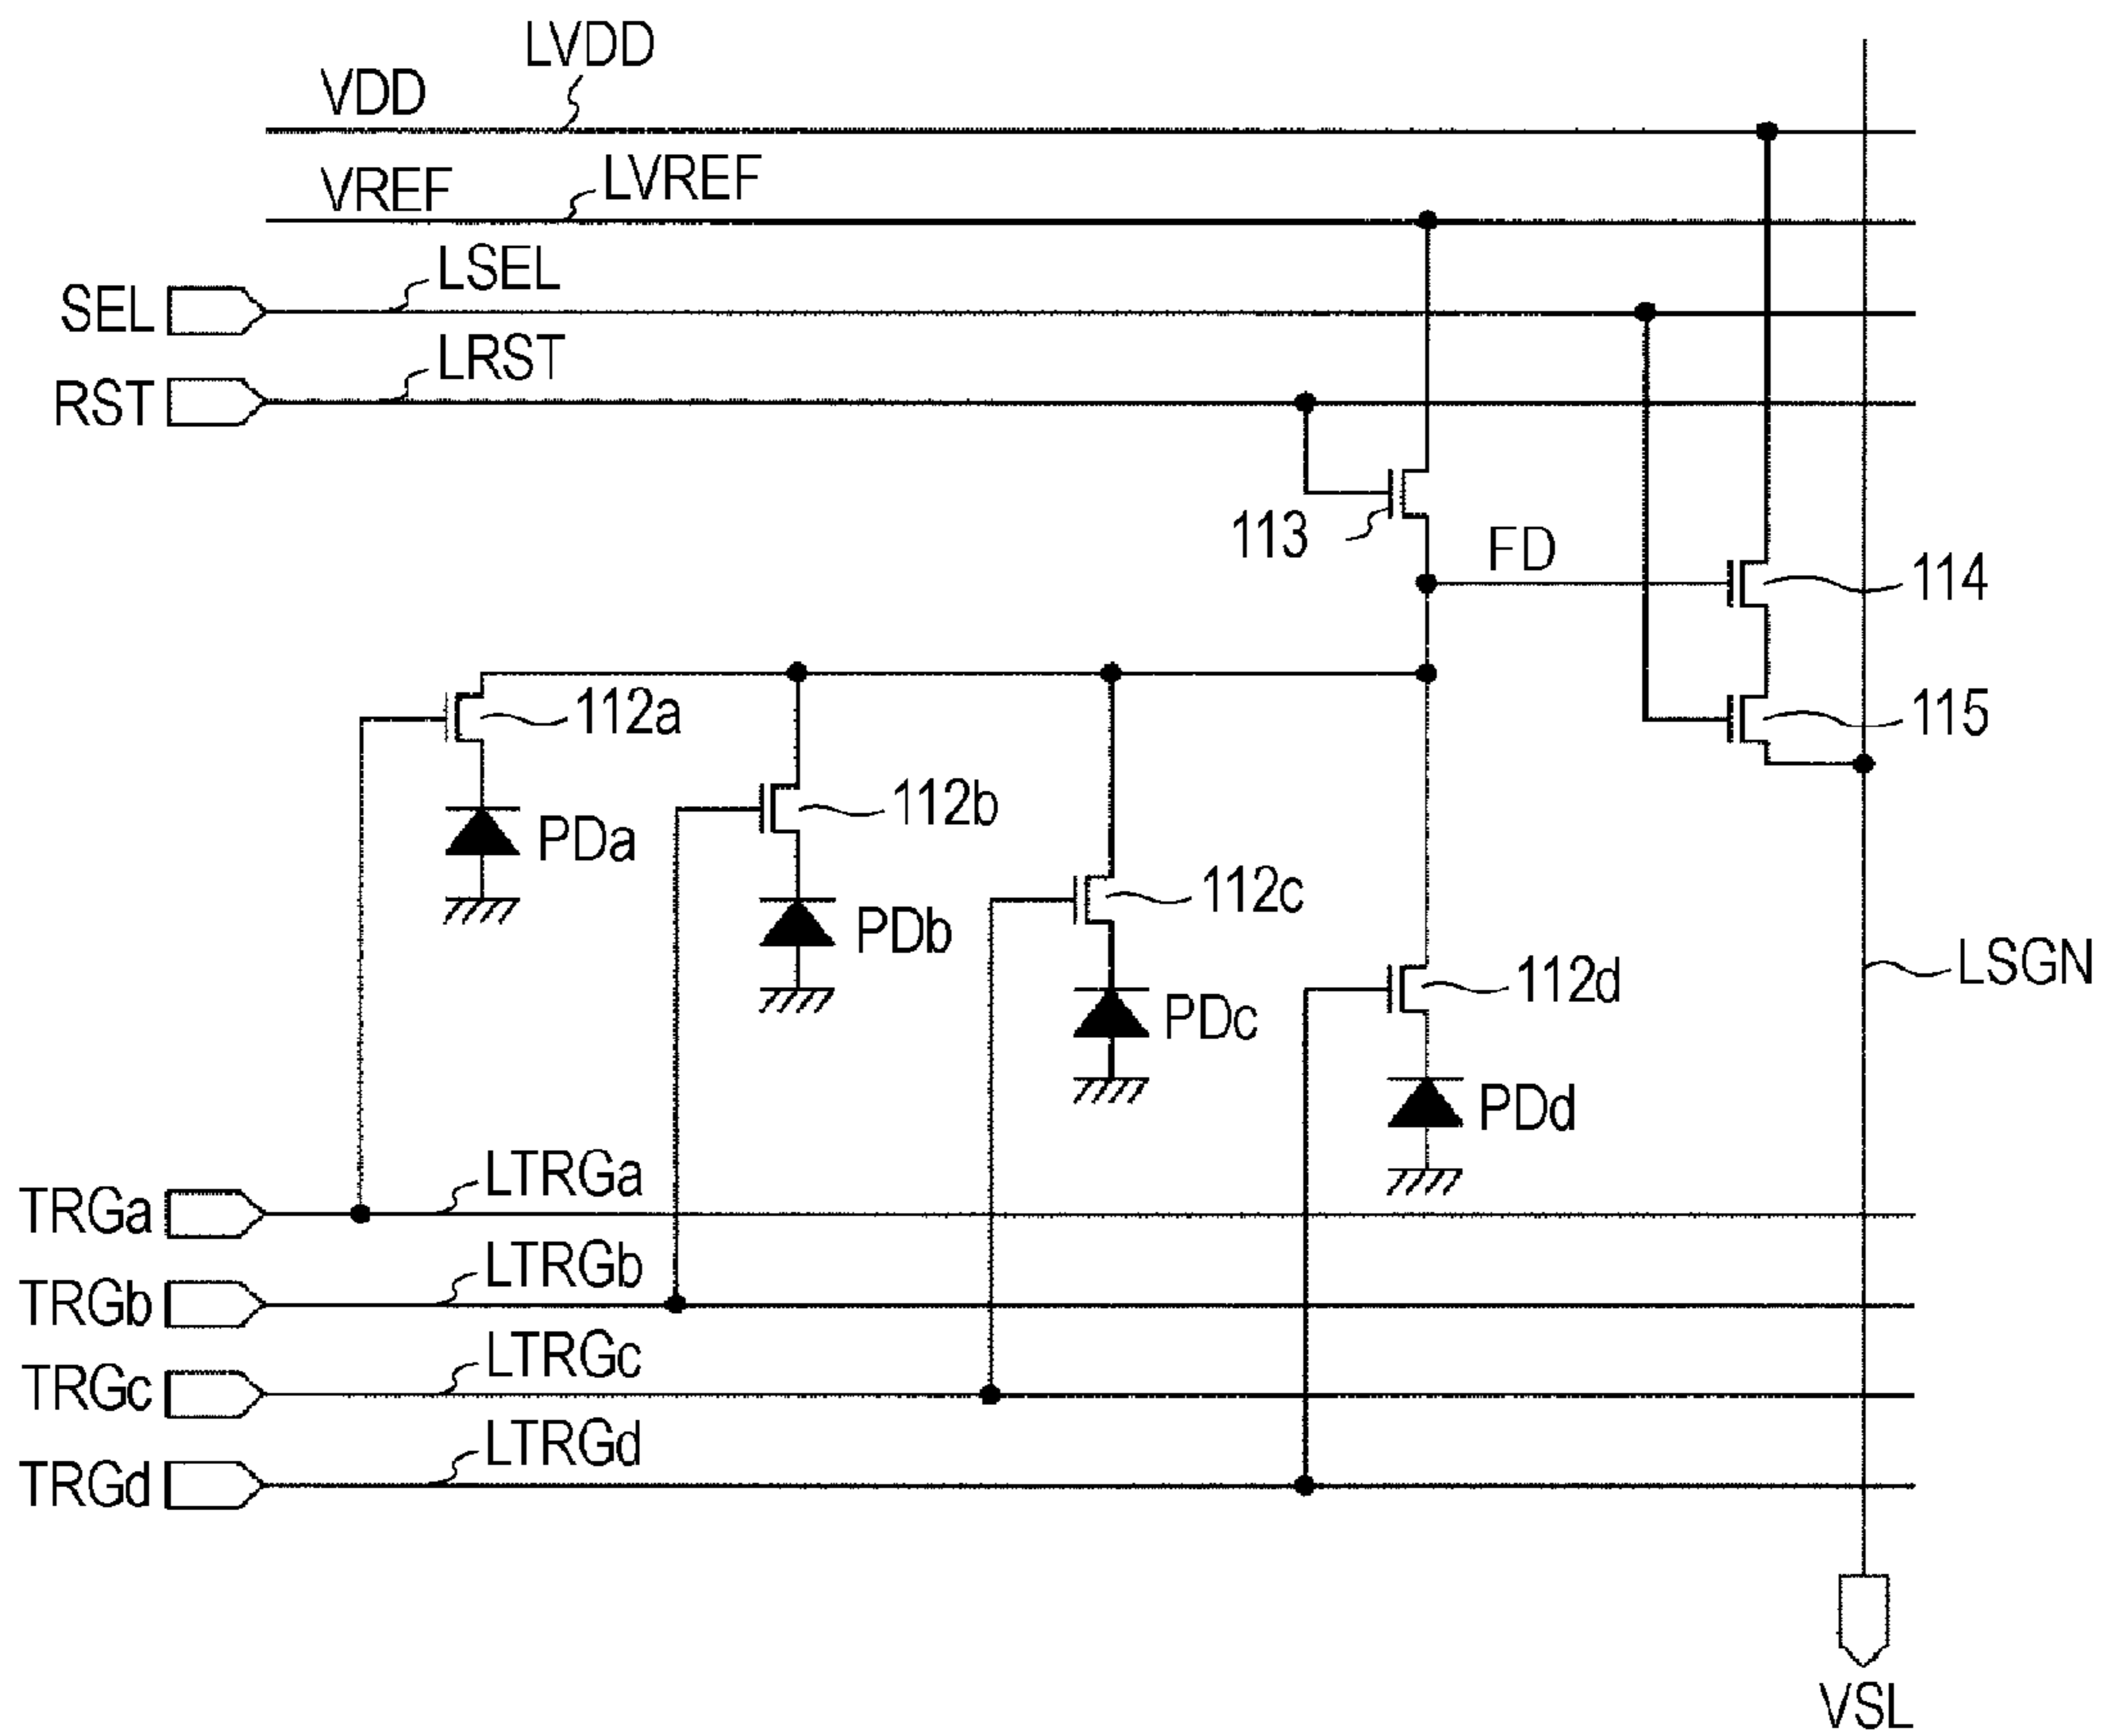 LVDD
VDD
LVREF
VREF
LSEL
SEL
LRST
RST
113
FD
114
112a
115
112b
PDa
112c
PDb
LSGN
112d
PDc
PDd
LTRGa
TRGa
LTRGb
TRGb
LTRGc
TRGc
LTRGd
TRGd
VSL